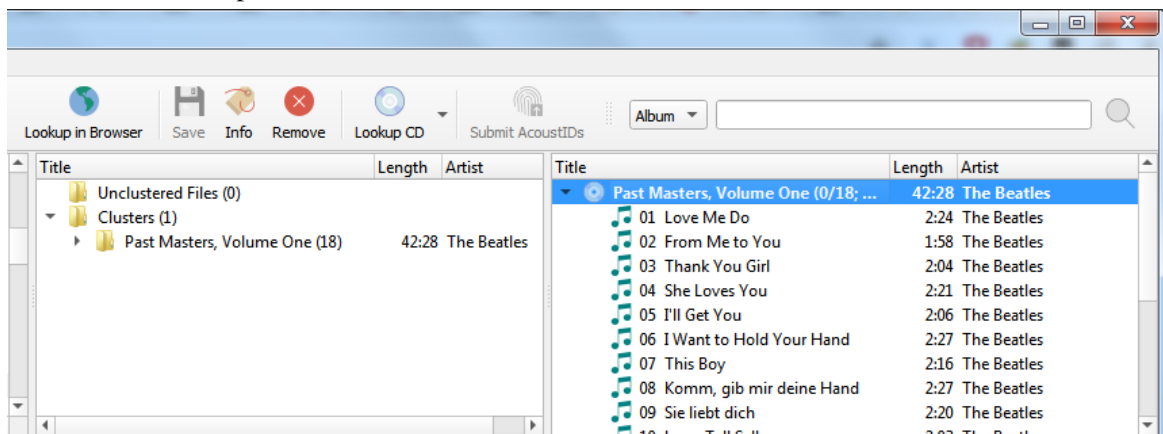 Lookup in Browser Save Info Remove Lookup CD Submit AcoustIDs Album
Title Length Artist
Unclustered Files (0)
Clusters (1)
Past Masters, Volume One (18) 42:28 The Beatles
Title Length Artist
Past Masters, Volume One (0/18; ... 42:28 The Beatles
01 Love Me Do 2:24 The Beatles
02 From Me to You 1:58 The Beatles
03 Thank You Girl 2:04 The Beatles
04 She Loves You 2:21 The Beatles
05 I'll Get You 2:06 The Beatles
06 I Want to Hold Your Hand 2:27 The Beatles
07 This Boy 2:16 The Beatles
08 Komm, gib mir deine Hand 2:27 The Beatles
09 Sie liebt dich 2:20 The Beatles